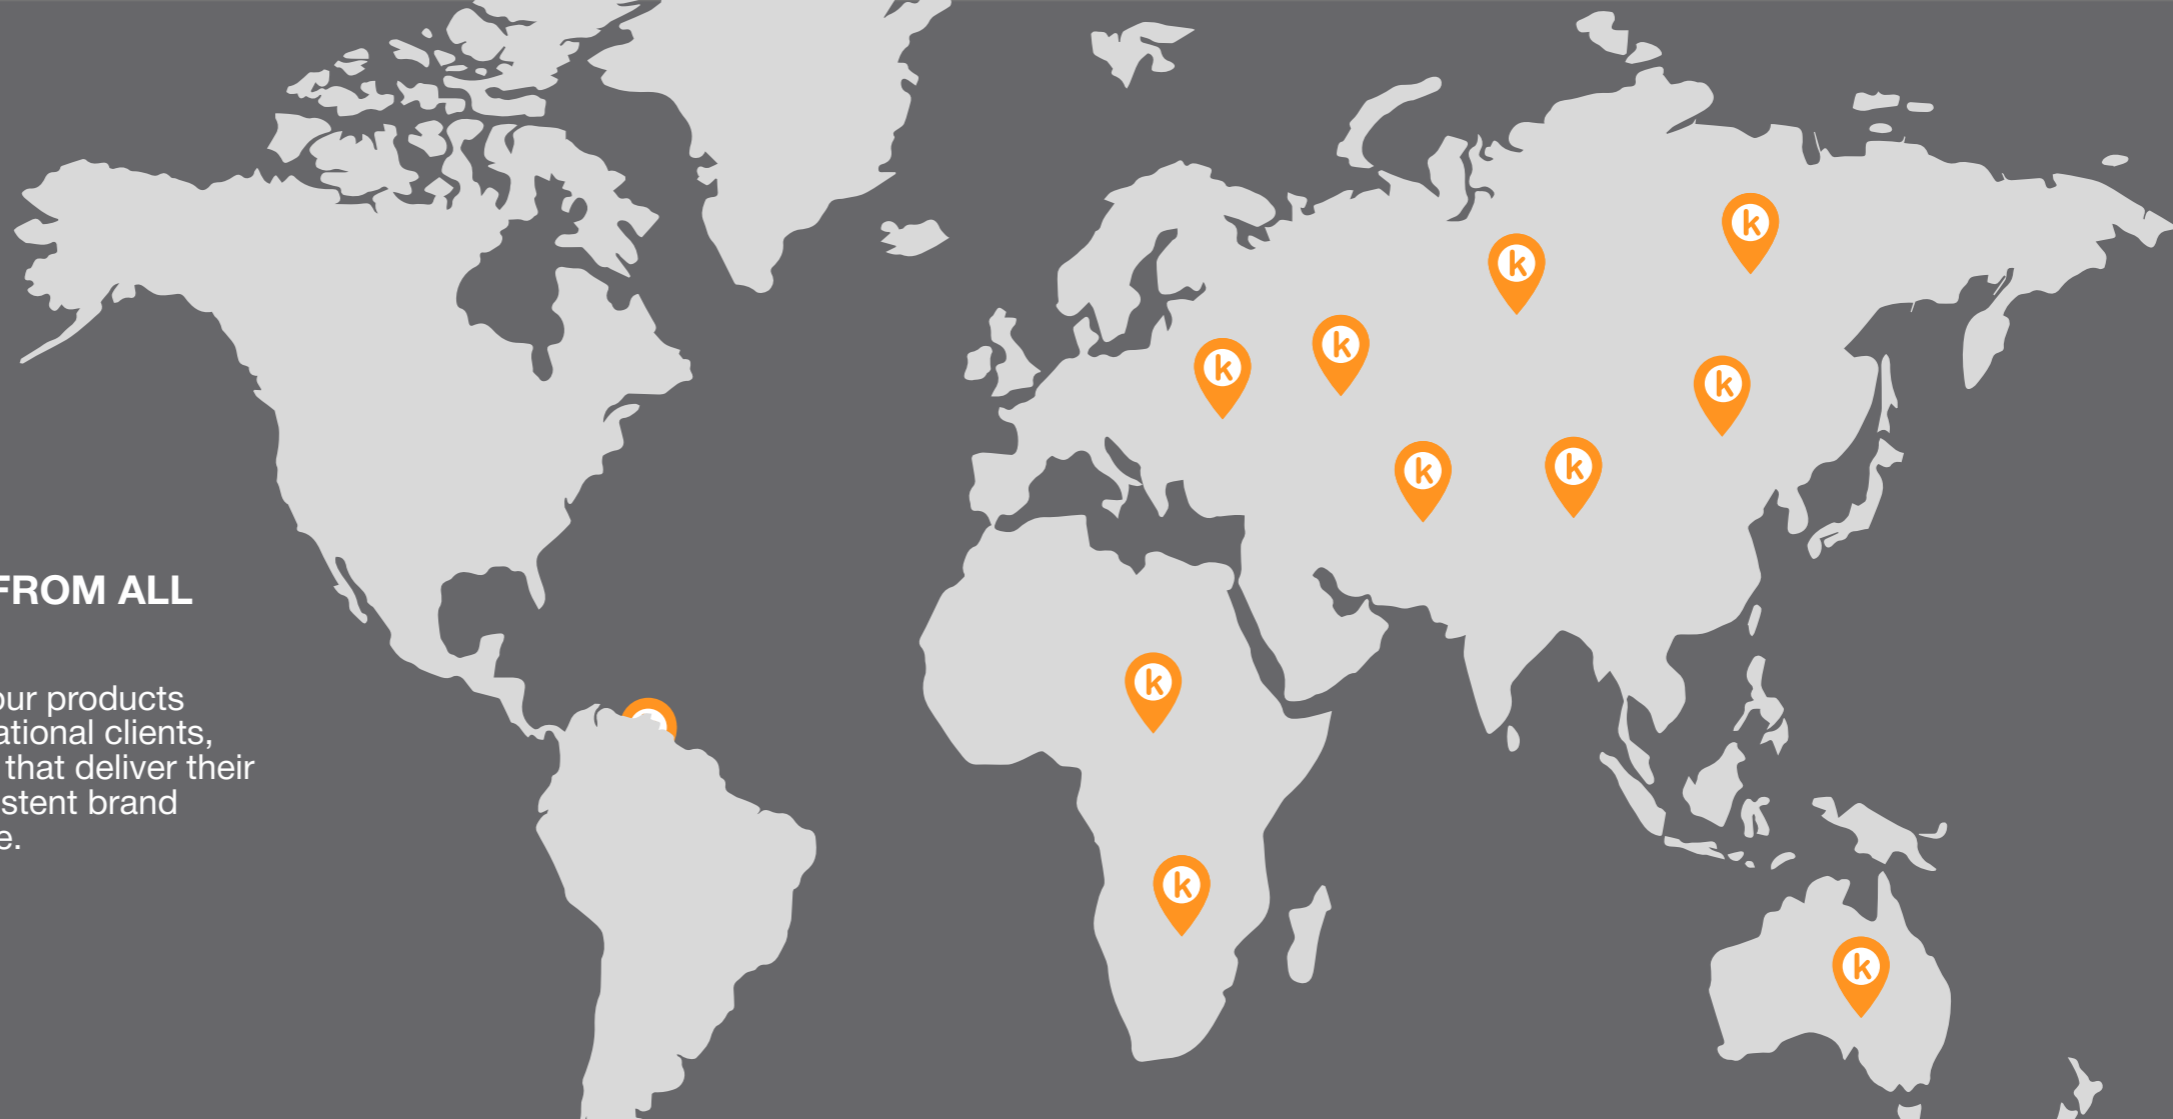 FROM ALL
our products
ational clients,
that deliver their
stent brand
e.
k
k
k
k
k
k
k
k
k
k